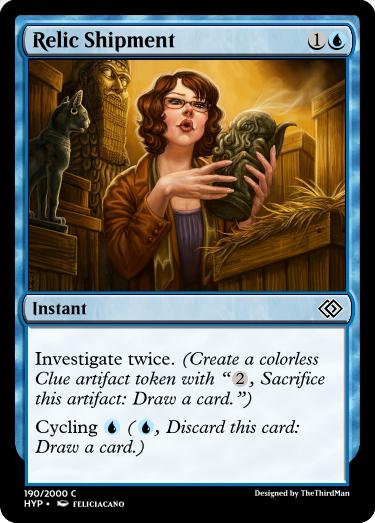 Relic Shipment 1
Instant
Investigate twice. (Create a colorless
Clue artifact token with “2, Sacrifice
this artifact: Draw a card.”)
Cycling (, Discard this card:
Draw a card.)
190/2000 C
HYP • FELICIACANO
Designed by TheThirdMan